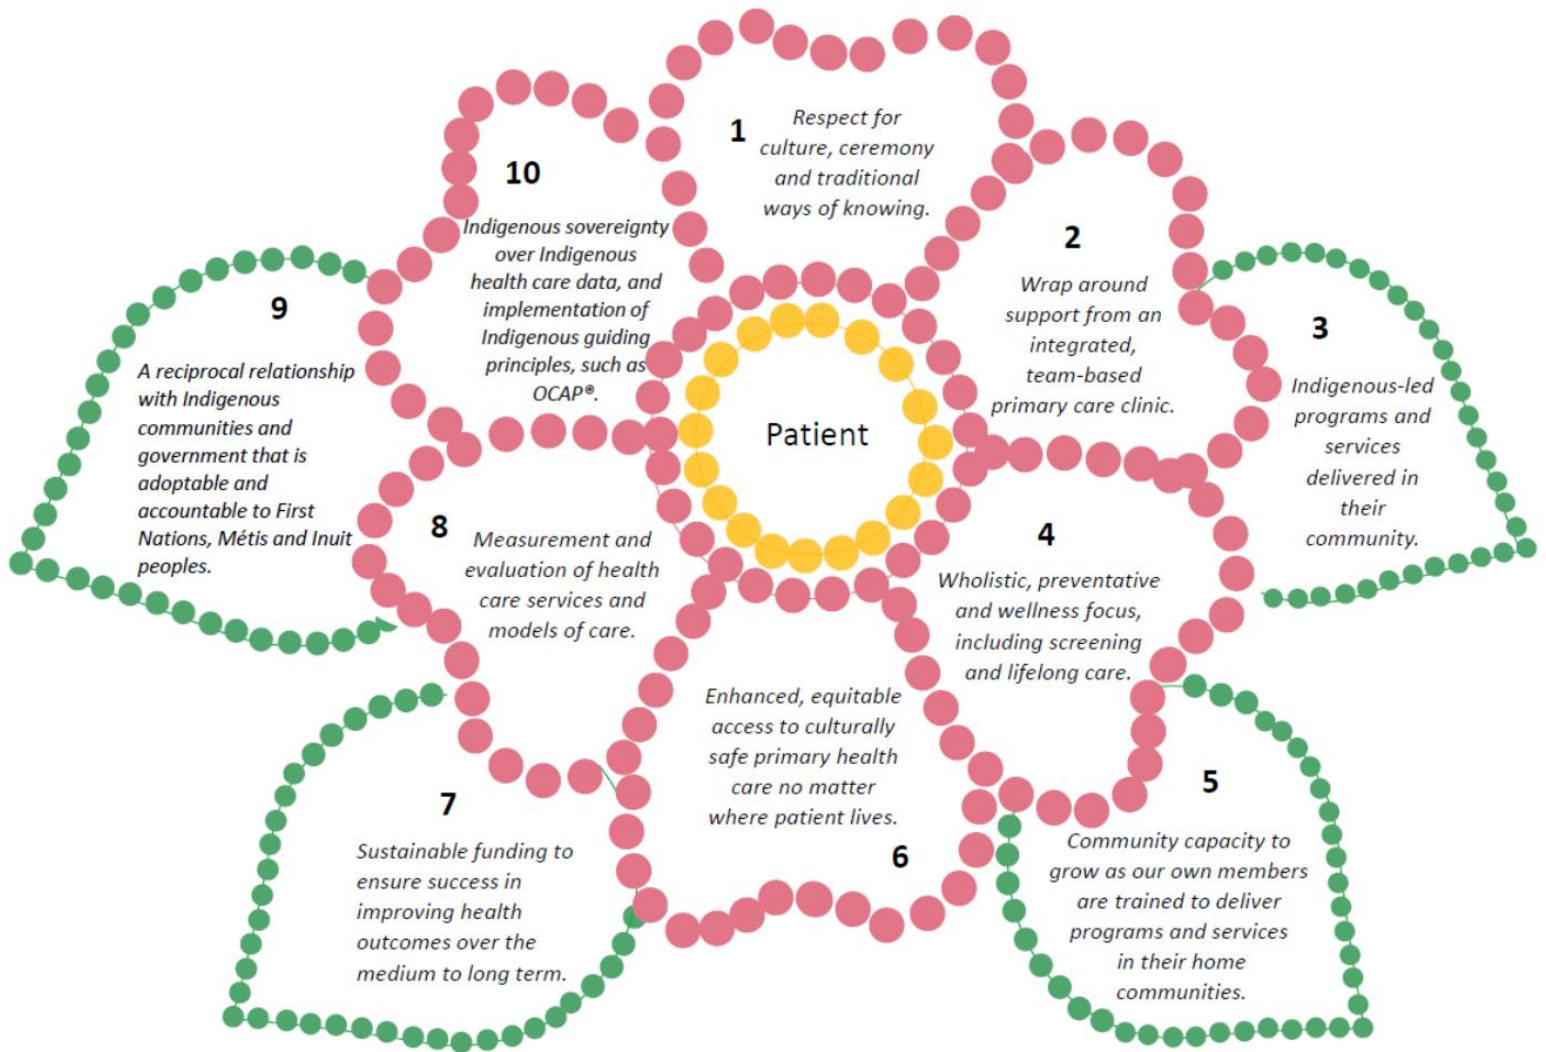 1
Respect for
culture, ceremony
and traditional
ways of knowing.
2
Wrap around
support from an
integrated,
team-based
primary care clinic.
3
Indigenous-led
programs and
services
delivered in
their
community.
4
Wholistic, preventative
and wellness focus,
including screening
and lifelong care.
5
Community capacity to
grow as our own members
are trained to deliver
programs and services
in their home
communities.
6
Enhanced, equitable
access to culturally
safe primary health
care no matter
where patient lives.
7
Sustainable funding to
ensure success in
improving health
outcomes over the
medium to long term.
8
Measurement and
evaluation of health
care services and
models of care.
9
A reciprocal relationship
with Indigenous
communities and
government that is
adoptable and
accountable to First
Nations, Métis and Inuit
peoples.
10
Indigenous sovereignty
over Indigenous
health care data, and
implementation of
Indigenous guiding
principles, such as
OCAP®.
Patient